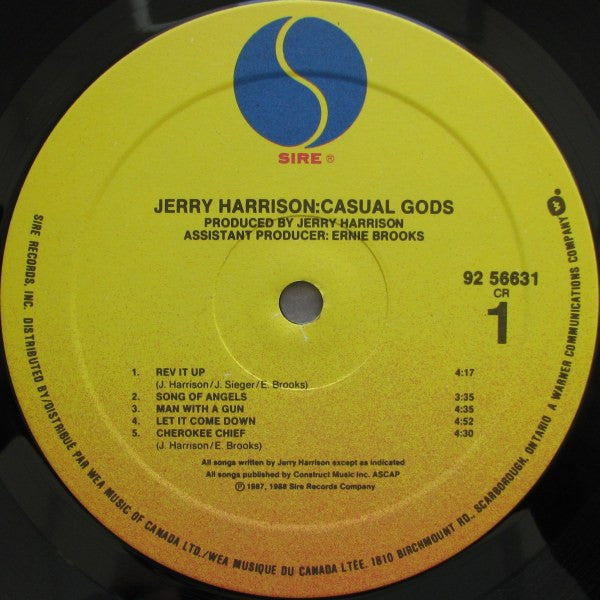 SIRE ®
JERRY HARRISON:CASUAL GODS
PRODUCED BY JERRY HARRISON
ASSISTANT PRODUCER: ERNIE BROOKS
92 56631
CR
1
1. REV IT UP 4:17
(J. Harrison/J. Sieger/E. Brooks)
2. SONG OF ANGELS 3:35
3. MAN WITH A GUN 4:35
4. LET IT COME DOWN 4:52
5. CHEROKEE CHIEF 4:30
(J. Harrison/E. Brooks)
All songs written by Jerry Harrison except as indicated
All songs published by Construct Music Inc. ASCAP
Ⓟ 1987, 1988 Sire Records Company
SIRE RECORDS, INC. DISTRIBUTED BY/DISTRIBUÉ PAR WEA MUSIC OF CANADA LTD./WEA MUSIQUE DU CANADA LTÉE. 1810 BIRCHMOUNT RD., SCARBOROUGH, ONTARIO A WARNER COMMUNICATIONS COMPANY